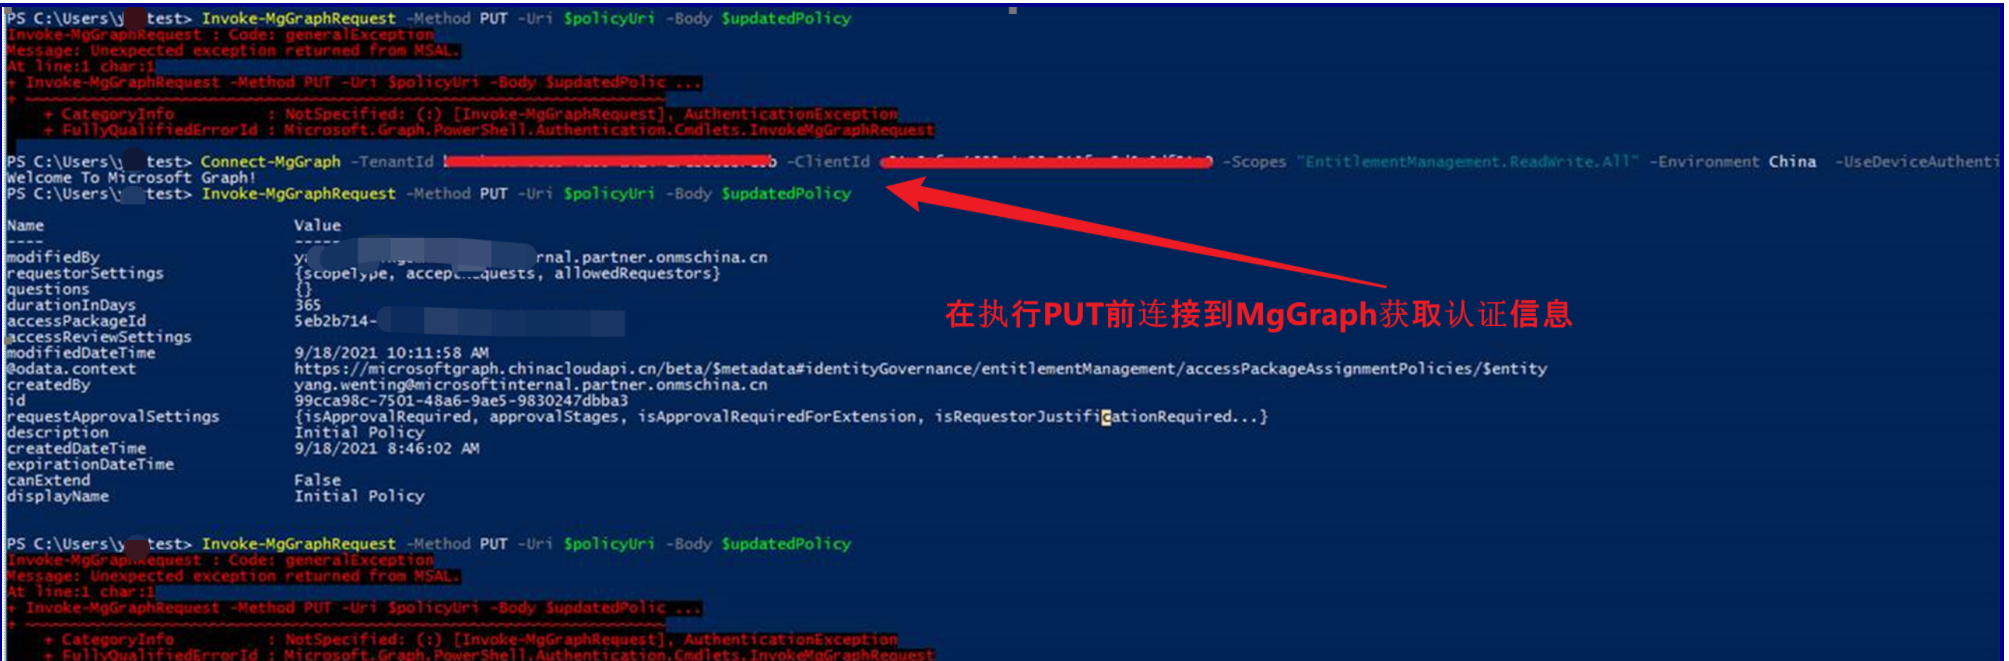 PS C:\Users\y test> Invoke-MgGraphRequest -Method PUT -Uri $policyUri -Body $updatedPolicy
Invoke-MgGraphRequest : Code: generalException
Message: Unexpected exception returned from MSAL.
At line:1 char:1
+ Invoke-MgGraphRequest -Method PUT -Uri $policyUri -Body $updatedPolic ...
+ ~~~~~~~~~~~~~~~~~~~~~~~~~~~~~~~~~~~~~~~~~~~~~~~~~~~~~~~~~~~~~~~~~~~~~
+ CategoryInfo : NotSpecified: (:) [Invoke-MgGraphRequest], AuthenticationException
+ FullyQualifiedErrorId : Microsoft.Graph.PowerShell.Authentication.Cmdlets.InvokeMgGraphRequest
PS C:\Users\y test> Connect-MgGraph -TenantId -ClientId -Scopes "EntitlementManagement.ReadWrite.All" -Environment China -UseDeviceAuthenti
Welcome To Microsoft Graph!
PS C:\Users\y test> Invoke-MgGraphRequest -Method PUT -Uri $policyUri -Body $updatedPolicy
在执行PUT前连接到MgGraph获取认证信息
Name Value
---- -----
modifiedBy rnal.partner.onmschina.cn
requestorSettings {scopeType, acceptRequests, allowedRequestors}
questions {}
durationInDays 365
accessPackageId 5eb2b714-
accessReviewSettings
modifiedDateTime 9/18/2021 10:11:58 AM
@odata.context https://microsoftgraph.chinacloudapi.cn/beta/$metadata#identityGovernance/entitlementManagement/accessPackageAssignmentPolicies/$entity
createdBy yang.wenting@microsoftinternal.partner.onmschina.cn
id 99cca98c-7501-48a6-9ae5-9830247dbba3
requestApprovalSettings {isApprovalRequired, approvalStages, isApprovalRequiredForExtension, isRequestorJustificationRequired...}
description Initial Policy
createdDateTime 9/18/2021 8:46:02 AM
expirationDateTime
canExtend False
displayName Initial Policy
PS C:\Users\y test> Invoke-MgGraphRequest -Method PUT -Uri $policyUri -Body $updatedPolicy
Invoke-MgGraphRequest : Code: generalException
Message: Unexpected exception returned from MSAL.
At line:1 char:1
+ Invoke-MgGraphRequest -Method PUT -Uri $policyUri -Body $updatedPolic ...
+ ~~~~~~~~~~~~~~~~~~~~~~~~~~~~~~~~~~~~~~~~~~~~~~~~~~~~~~~~~~~~~~~~~~~~~
+ CategoryInfo : NotSpecified: (:) [Invoke-MgGraphRequest], AuthenticationException
+ FullyQualifiedErrorId : Microsoft.Graph.PowerShell.Authentication.Cmdlets.InvokeMgGraphRequest